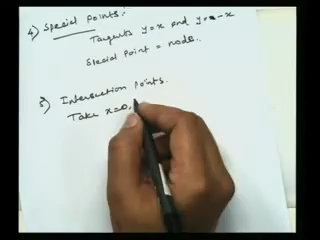 4) Special Points:
Tangents y=x and y=-x
Special Point = node.
5) Intersection points.
Take x=0,